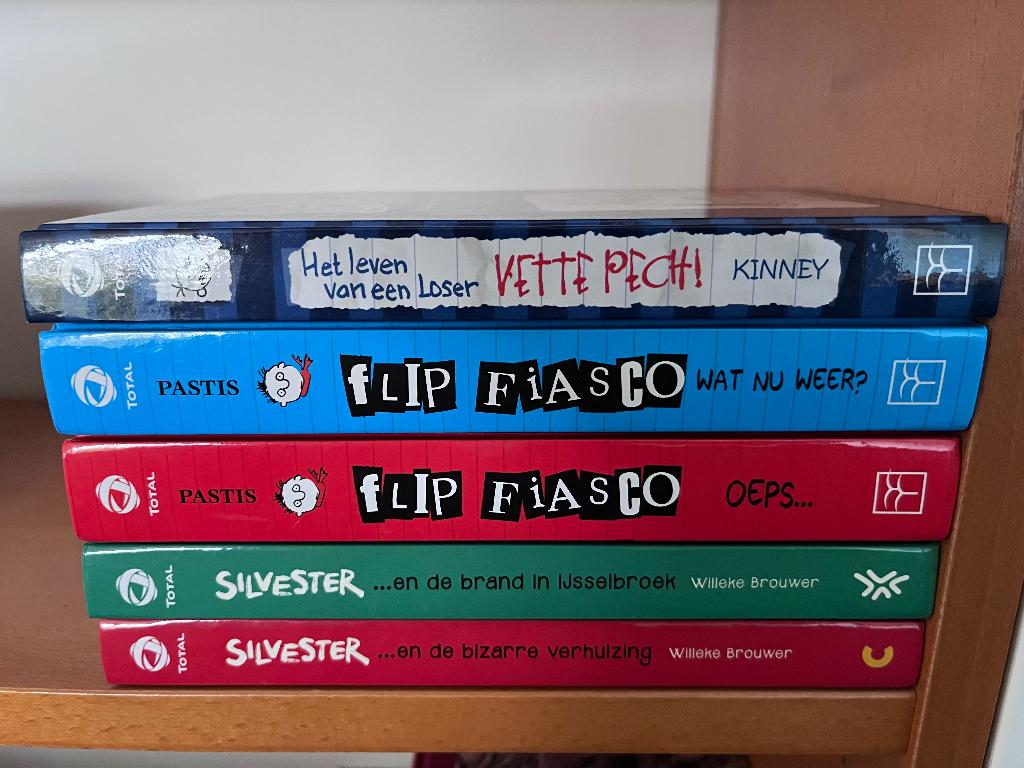 TOTAL Het leven van een Loser VETTE PECH! KINNEY
TOTAL PASTIS fLIP FiASCO WAT NU WEER?
TOTAL PASTIS fLIP FiASCO OEPS...
TOTAL SILVESTER ...en de brand in IJsselbroek Willeke Brouwer
TOTAL SILVESTER ...en de bizarre verhuizing Willeke Brouwer